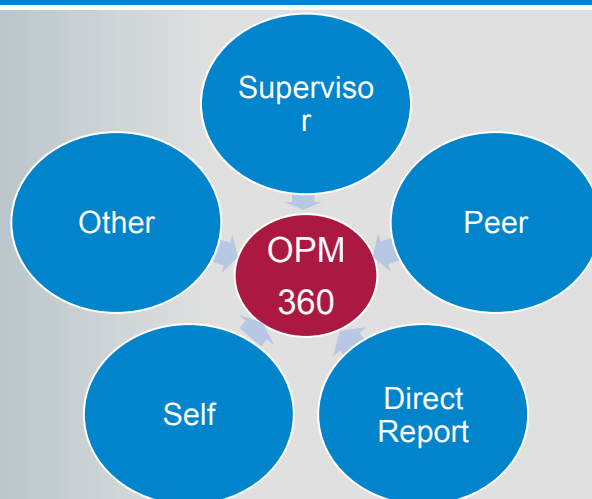 Superviso
r
Other
Peer
OPM
360
Self
Direct
Report